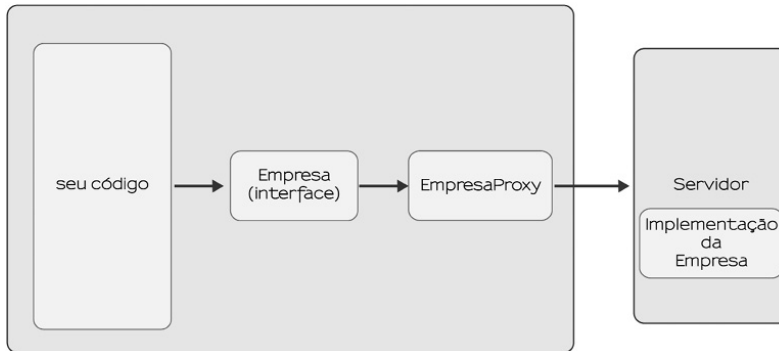 seu código
Empresa
(interface)
EmpresaProxy
Servidor
Implementação
da
Empresa